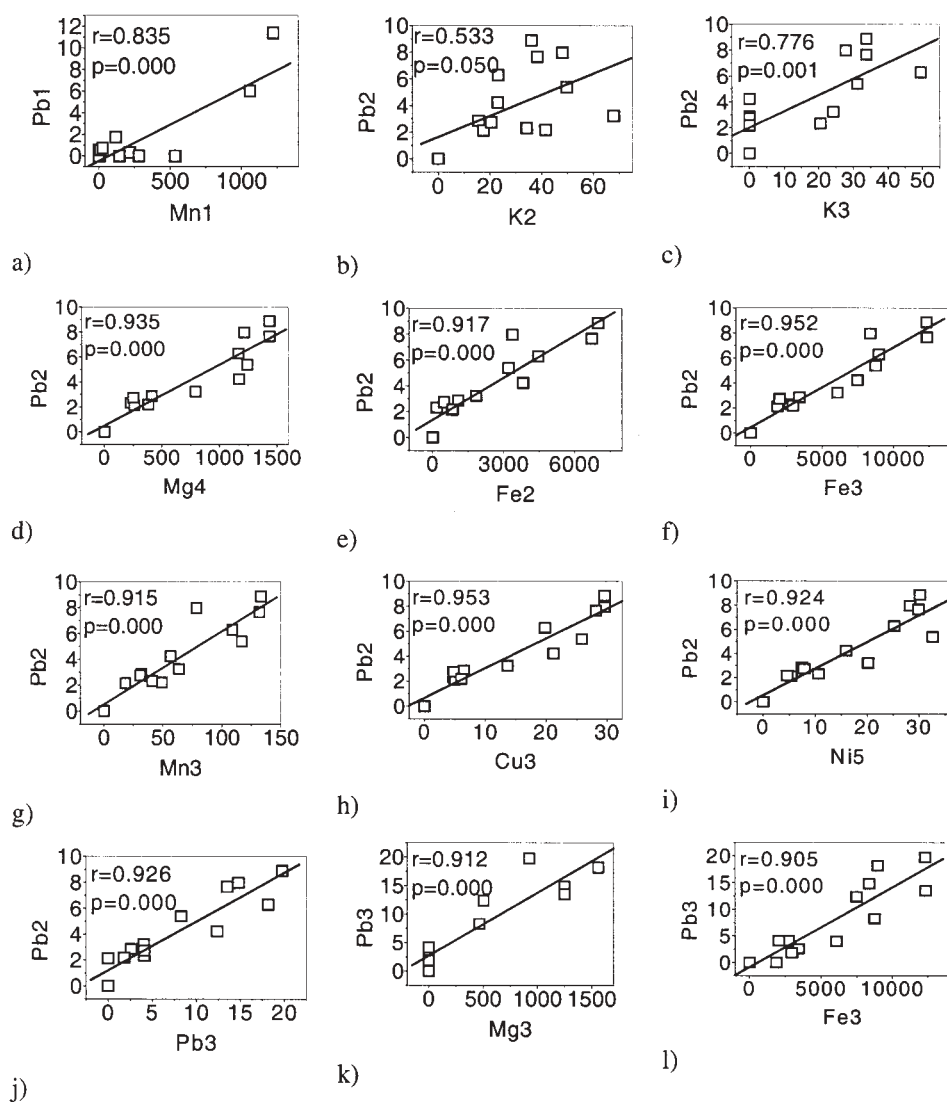 r=0.835
p=0.000
Pb1
12
10
8
6
4
2
0
0
500
1000
Mn1
a)
r=0.533
p=0.050
Pb2
10
8
6
4
2
0
0
20
40
60
K2
b)
r=0.776
p=0.001
Pb2
10
8
6
4
2
0
0
10
20
30
40
50
K3
c)
r=0.935
p=0.000
Pb2
10
8
6
4
2
0
0
500
1000
1500
Mg4
d)
r=0.917
p=0.000
Pb2
10
8
6
4
2
0
0
3000
6000
Fe2
e)
r=0.952
p=0.000
Pb2
10
8
6
4
2
0
0
5000
10000
Fe3
f)
r=0.915
p=0.000
Pb2
10
8
6
4
2
0
0
50
100
150
Mn3
g)
r=0.953
p=0.000
Pb2
10
8
6
4
2
0
0
10
20
30
Cu3
h)
r=0.924
p=0.000
Pb2
10
8
6
4
2
0
0
10
20
30
Ni5
i)
r=0.926
p=0.000
Pb2
10
8
6
4
2
0
0
5
10
15
20
Pb3
j)
r=0.912
p=0.000
Pb3
20
15
10
5
0
0
500
1000
1500
Mg3
k)
r=0.905
p=0.000
Pb3
20
15
10
5
0
0
5000
10000
Fe3
l)